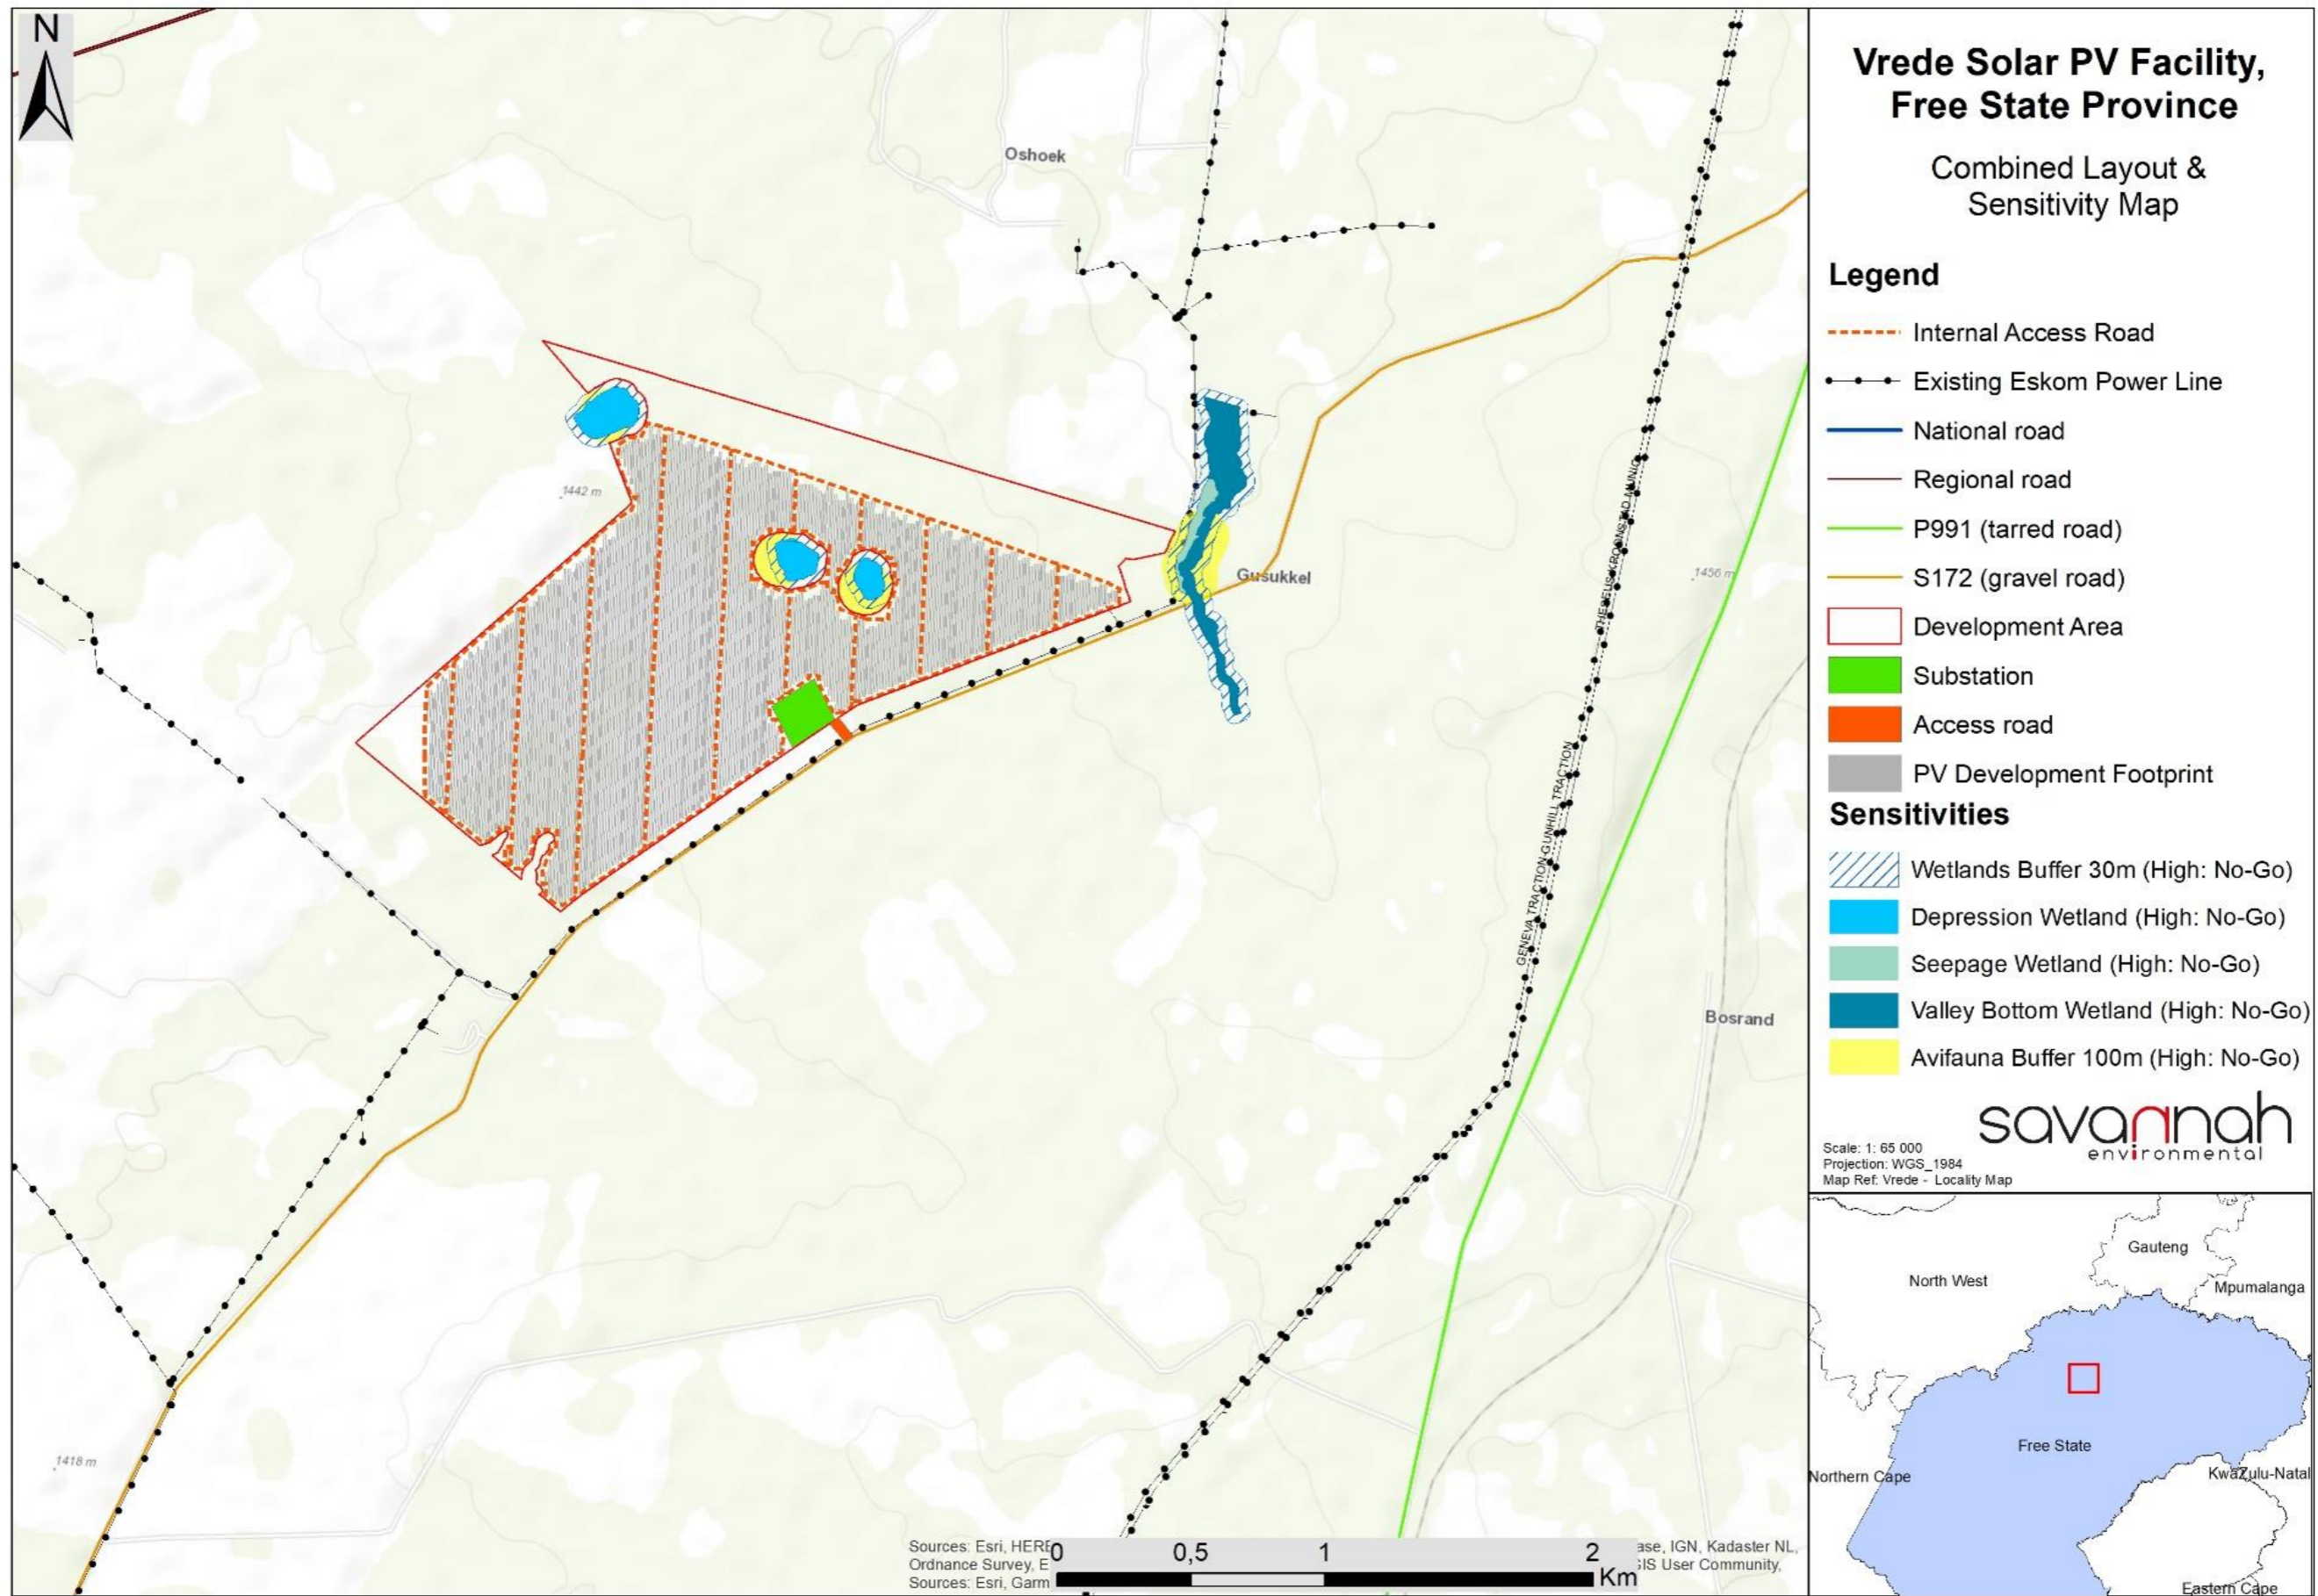 N
Oshoek
1442 m
Gusukkel
1456 m
THESEUS-KROONSTAD MUNIC
GENEVA TRACTION-GUNHILL TRACTION
Bosrand
1418 m
Sources: Esri, HERE
Ordnance Survey, E
Sources: Esri, Garm
ase, IGN, Kadaster NL,
GIS User Community,
0 0,5 1 2
Km
Vrede Solar PV Facility,
Free State Province
Combined Layout &
Sensitivity Map
Legend
Internal Access Road
Existing Eskom Power Line
National road
Regional road
P991 (tarred road)
S172 (gravel road)
Development Area
Substation
Access road
PV Development Footprint
Sensitivities
Wetlands Buffer 30m (High: No-Go)
Depression Wetland (High: No-Go)
Seepage Wetland (High: No-Go)
Valley Bottom Wetland (High: No-Go)
Avifauna Buffer 100m (High: No-Go)
savannah
environmental
Scale: 1: 65 000
Projection: WGS_1984
Map Ref: Vrede - Locality Map
Gauteng
North West
Mpumalanga
Free State
Northern Cape
KwaZulu-Natal
Eastern Cape